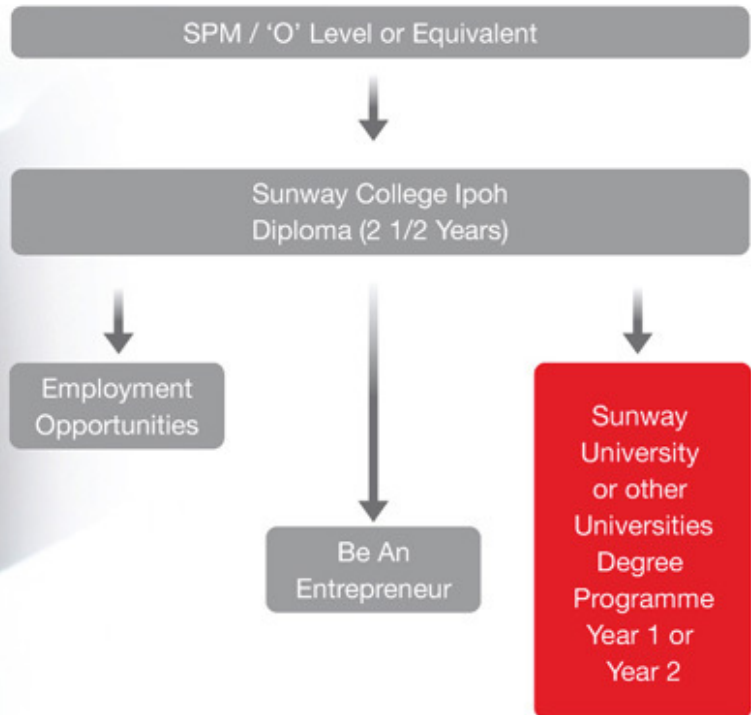 SPM / ‘O’ Level or Equivalent
Sunway College Ipoh
Diploma (2 1/2 Years)
Employment
Opportunities
Be An
Entrepreneur
Sunway
University
or other
Universities
Degree
Programme
Year 1 or
Year 2